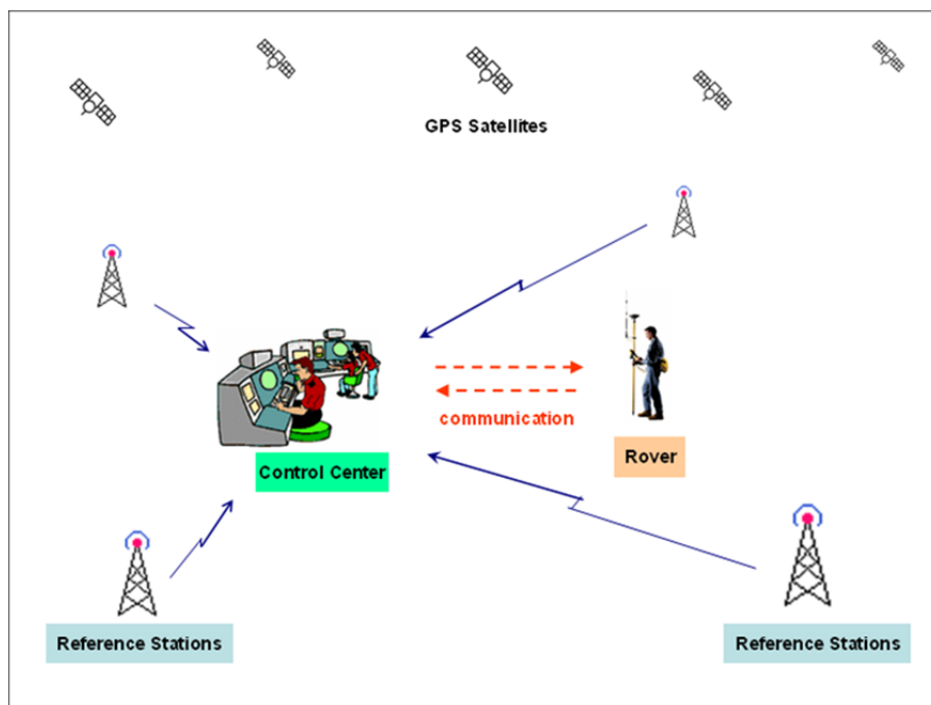 GPS Satellites
communication
Control Center
Rover
Reference Stations
Reference Stations